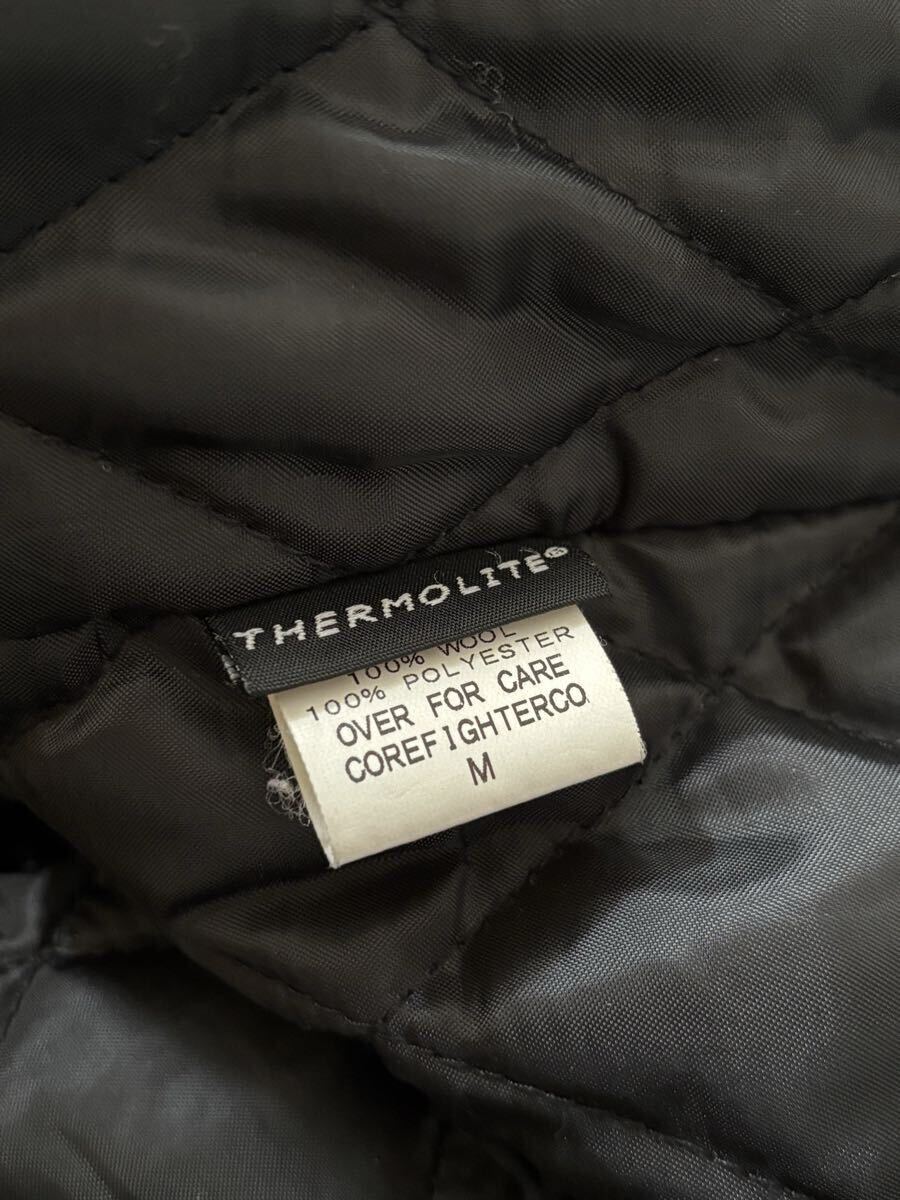 THERMOLITE®
100% WOOL
100% POLYESTER
OVER FOR CARE
COREFIGHTERCO
M